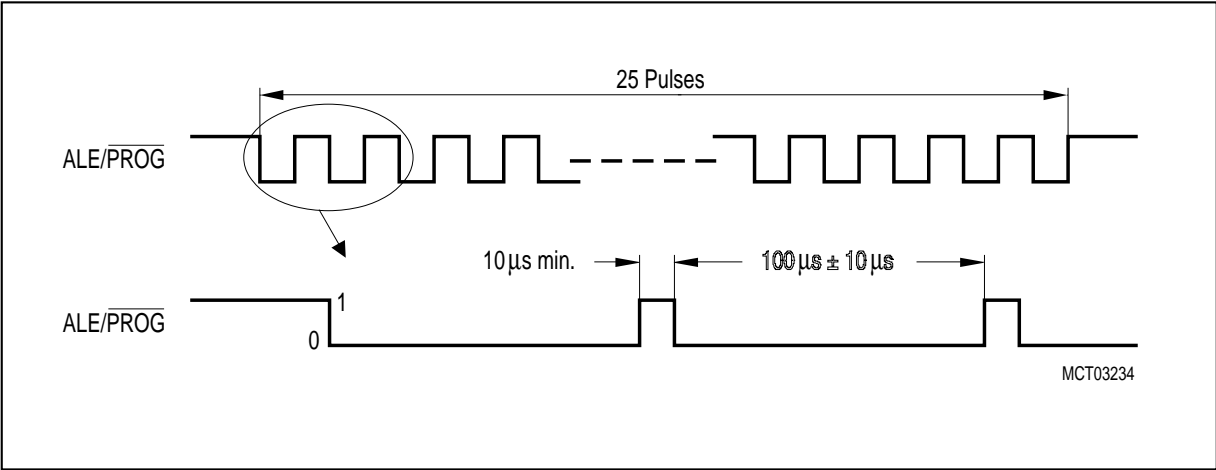 25 Pulses
ALE/PROG
10 µs min.
100 µs ± 10 µs
ALE/PROG
1
0
MCT03234